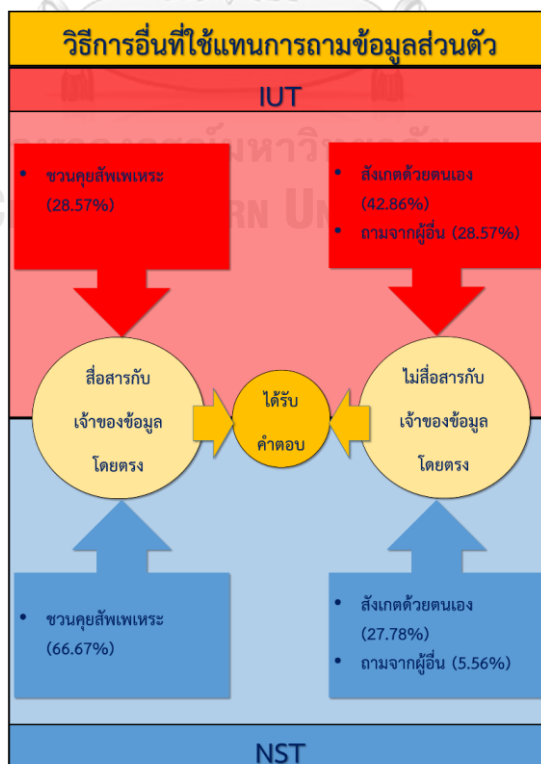 วิธีการอื่นที่ใช้แทนการถามข้อมูลส่วนตัว
IUT
• ชวนคุยสัพเพเหระ
(28.57%)
• สังเกตด้วยตนเอง
(42.86%)
• ถามจากผู้อื่น (28.57%)
สื่อสารกับ
เจ้าของข้อมูล
โดยตรง
ได้รับ
คำตอบ
ไม่สื่อสารกับ
เจ้าของข้อมูล
โดยตรง
• ชวนคุยสัพเพเหระ
(66.67%)
• สังเกตด้วยตนเอง
(27.78%)
• ถามจากผู้อื่น (5.56%)
NST